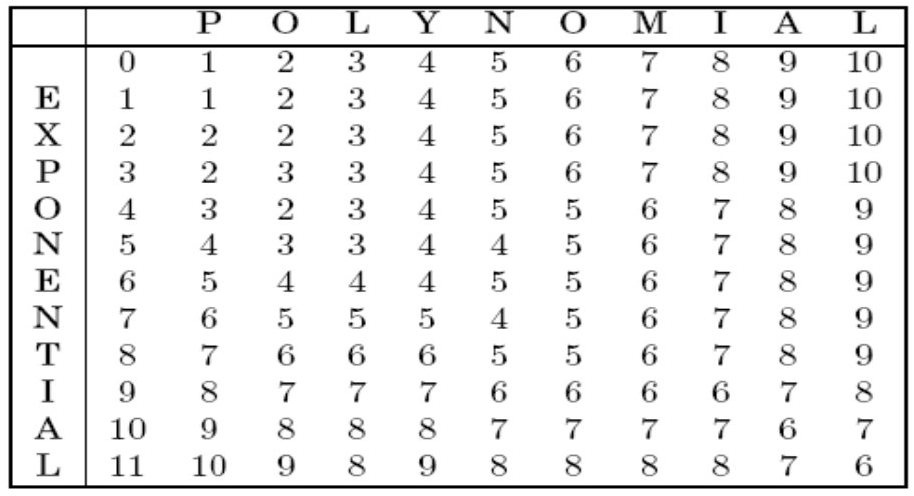 P O L Y N O M I A L
0 1 2 3 4 5 6 7 8 9 10
E 1 1 2 3 4 5 6 7 8 9 10
X 2 2 2 3 4 5 6 7 8 9 10
P 3 2 3 3 4 5 6 7 8 9 10
O 4 3 2 3 4 5 5 6 7 8 9
N 5 4 3 3 4 4 5 6 7 8 9
E 6 5 4 4 4 5 5 6 7 8 9
N 7 6 5 5 5 4 5 6 7 8 9
T 8 7 6 6 6 5 5 6 7 8 9
I 9 8 7 7 7 6 6 6 6 7 8
A 10 9 8 8 8 7 7 7 7 6 7
L 11 10 9 8 9 8 8 8 8 7 6